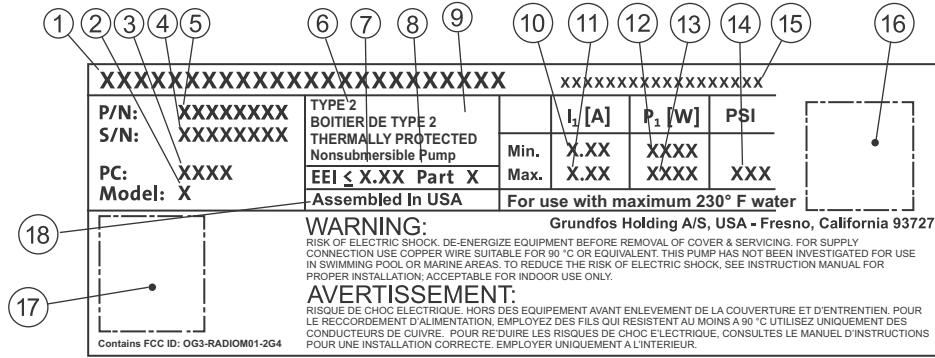 1 2 3 4 5 6 7 8 9 10 11 12 13 14 15 16
XXXXXXXXXXXXXXXXXXXXXXXX XXXXXXXXXXXXXXXXXX
P/N: XXXXXXXX
S/N: XXXXXXXX
PC: XXXX
Model: X
TYPE 2
BOITIER DE TYPE 2
THERMALLY PROTECTED
Nonsubmersible Pump
EEI ≤ X.XX Part X
Assembled In USA
I1 [A] P1 [W] PSI
Min. X.XX XXXX
Max. X.XX XXXX XXX
For use with maximum 230° F water
18
Grundfos Holding A/S, USA - Fresno, California 93727
WARNING:
RISK OF ELECTRIC SHOCK. DE-ENERGIZE EQUIPMENT BEFORE REMOVAL OF COVER & SERVICING. FOR SUPPLY
CONNECTION USE COPPER WIRE SUITABLE FOR 90 °C OR EQUIVALENT. THIS PUMP HAS NOT BEEN INVESTIGATED FOR USE
IN SWIMMING POOL OR MARINE AREAS. TO REDUCE THE RISK OF ELECTRIC SHOCK, SEE INSTRUCTION MANUAL FOR
PROPER INSTALLATION; ACCEPTABLE FOR INDOOR USE ONLY.
17
AVERTISSEMENT:
RISQUE DE CHOC ELECTRIQUE. HORS DES EQUIPEMENT AVANT ENLEVEMENT DE LA COUVERTURE ET D'ENTRETIEN. POUR
LE RECCORDEMENT D'ALIMENTATION, EMPLOYEZ DES FILS QUI RESISTENT AU MOINS A 90 °C UTILISEZ UNIQUEMENT DES
CONDUCTEURS DE CUIVRE. POUR RE'DUIRE LES RISQUES DE CHOC E'LECTRIQUE, CONSULTES LE MANUEL D'INSTRUCTIONS
POUR UNE INSTALLATION CORRECTE. EMPLOYER UNIQUEMENT A L'INTERIEUR.
Contains FCC ID: OG3-RADIOM01-2G4